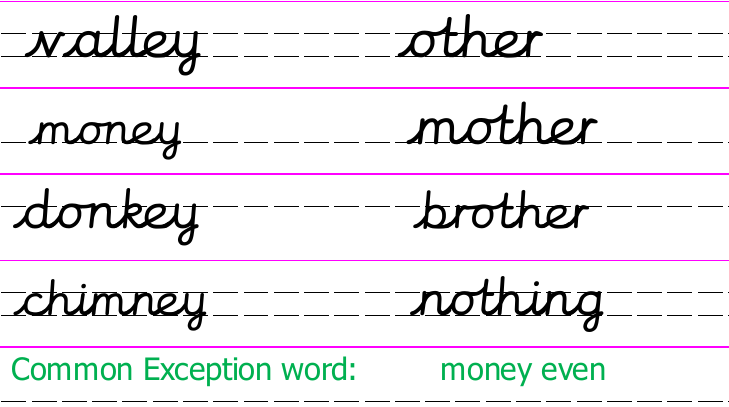 valley other
money mother
donkey brother
chimney nothing
Common Exception word: money even